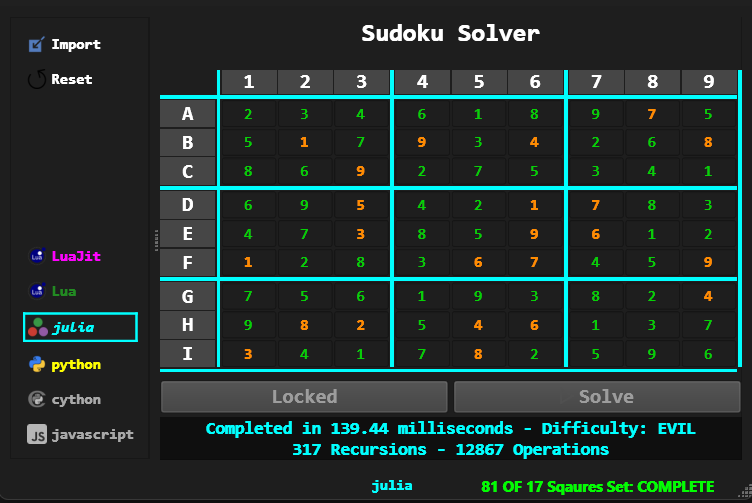 Sudoku Solver
Import
Reset
1 2 3 4 5 6 7 8 9
A 2 3 4 6 1 8 9 7 5
B 5 1 7 9 3 4 2 6 8
C 8 6 9 2 7 5 3 4 1
D 6 9 5 4 2 1 7 8 3
E 4 7 3 8 5 9 6 1 2
F 1 2 8 3 6 7 4 5 9
G 7 5 6 1 9 3 8 2 4
H 9 8 2 5 4 6 1 3 7
I 3 4 1 7 8 2 5 9 6
Lua LuaJit
Lua Lua
julia
python
cython
JS javascript
Locked Solve
Completed in 139.44 milliseconds - Difficulty: EVIL
317 Recursions - 12867 Operations
julia 81 OF 17 Sqaures Set: COMPLETE